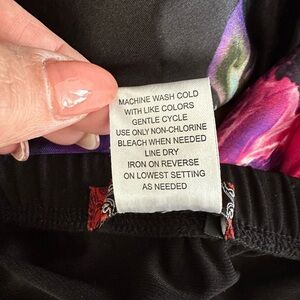 MACHINE WASH COLD
WITH LIKE COLORS
GENTLE CYCLE
USE ONLY NON-CHLORINE
BLEACH WHEN NEEDED
LINE DRY
IRON ON REVERSE
ON LOWEST SETTING
AS NEEDED